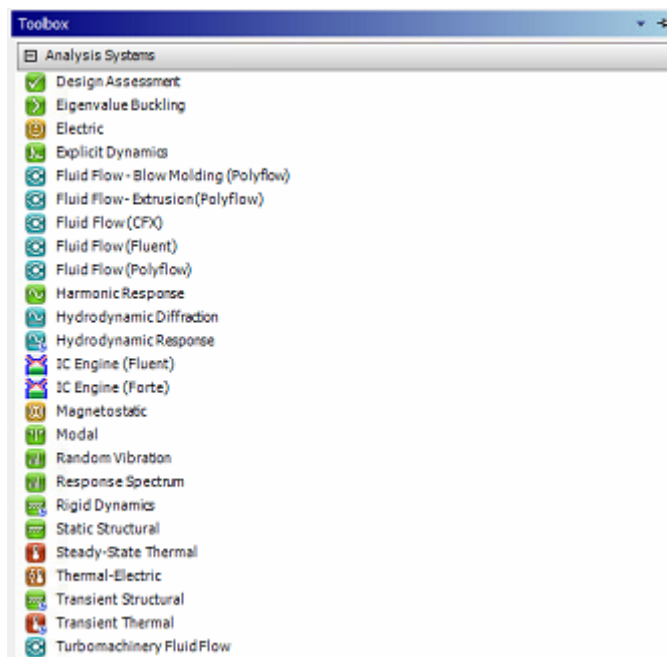 Toolbox
Analysis Systems
Design Assessment
Eigenvalue Buckling
Electric
Explicit Dynamics
Fluid Flow - Blow Molding (Polyflow)
Fluid Flow- Extrusion(Polyflow)
Fluid Flow (CFX)
Fluid Flow (Fluent)
Fluid Flow (Polyflow)
Harmonic Response
Hydrodynamic Diffraction
Hydrodynamic Response
IC Engine (Fluent)
IC Engine (Forte)
Magnetostatic
Modal
Random Vibration
Response Spectrum
Rigid Dynamics
Static Structural
Steady-State Thermal
Thermal-Electric
Transient Structural
Transient Thermal
Turbomachinery Fluid Flow